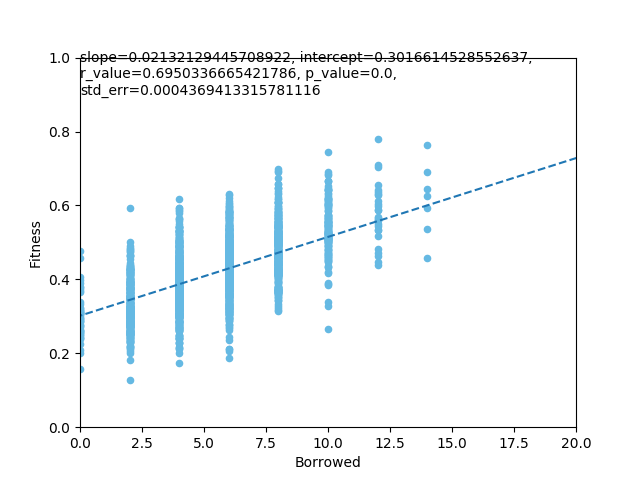 slope=0.02132129445708922, intercept=0.3016614528552637,
r_value=0.6950336665421786, p_value=0.0,
std_err=0.0004369413315781116
1.0
0.8
0.6
0.4
0.2
0.0
Fitness
0.0 2.5 5.0 7.5 10.0 12.5 15.0 17.5 20.0
Borrowed